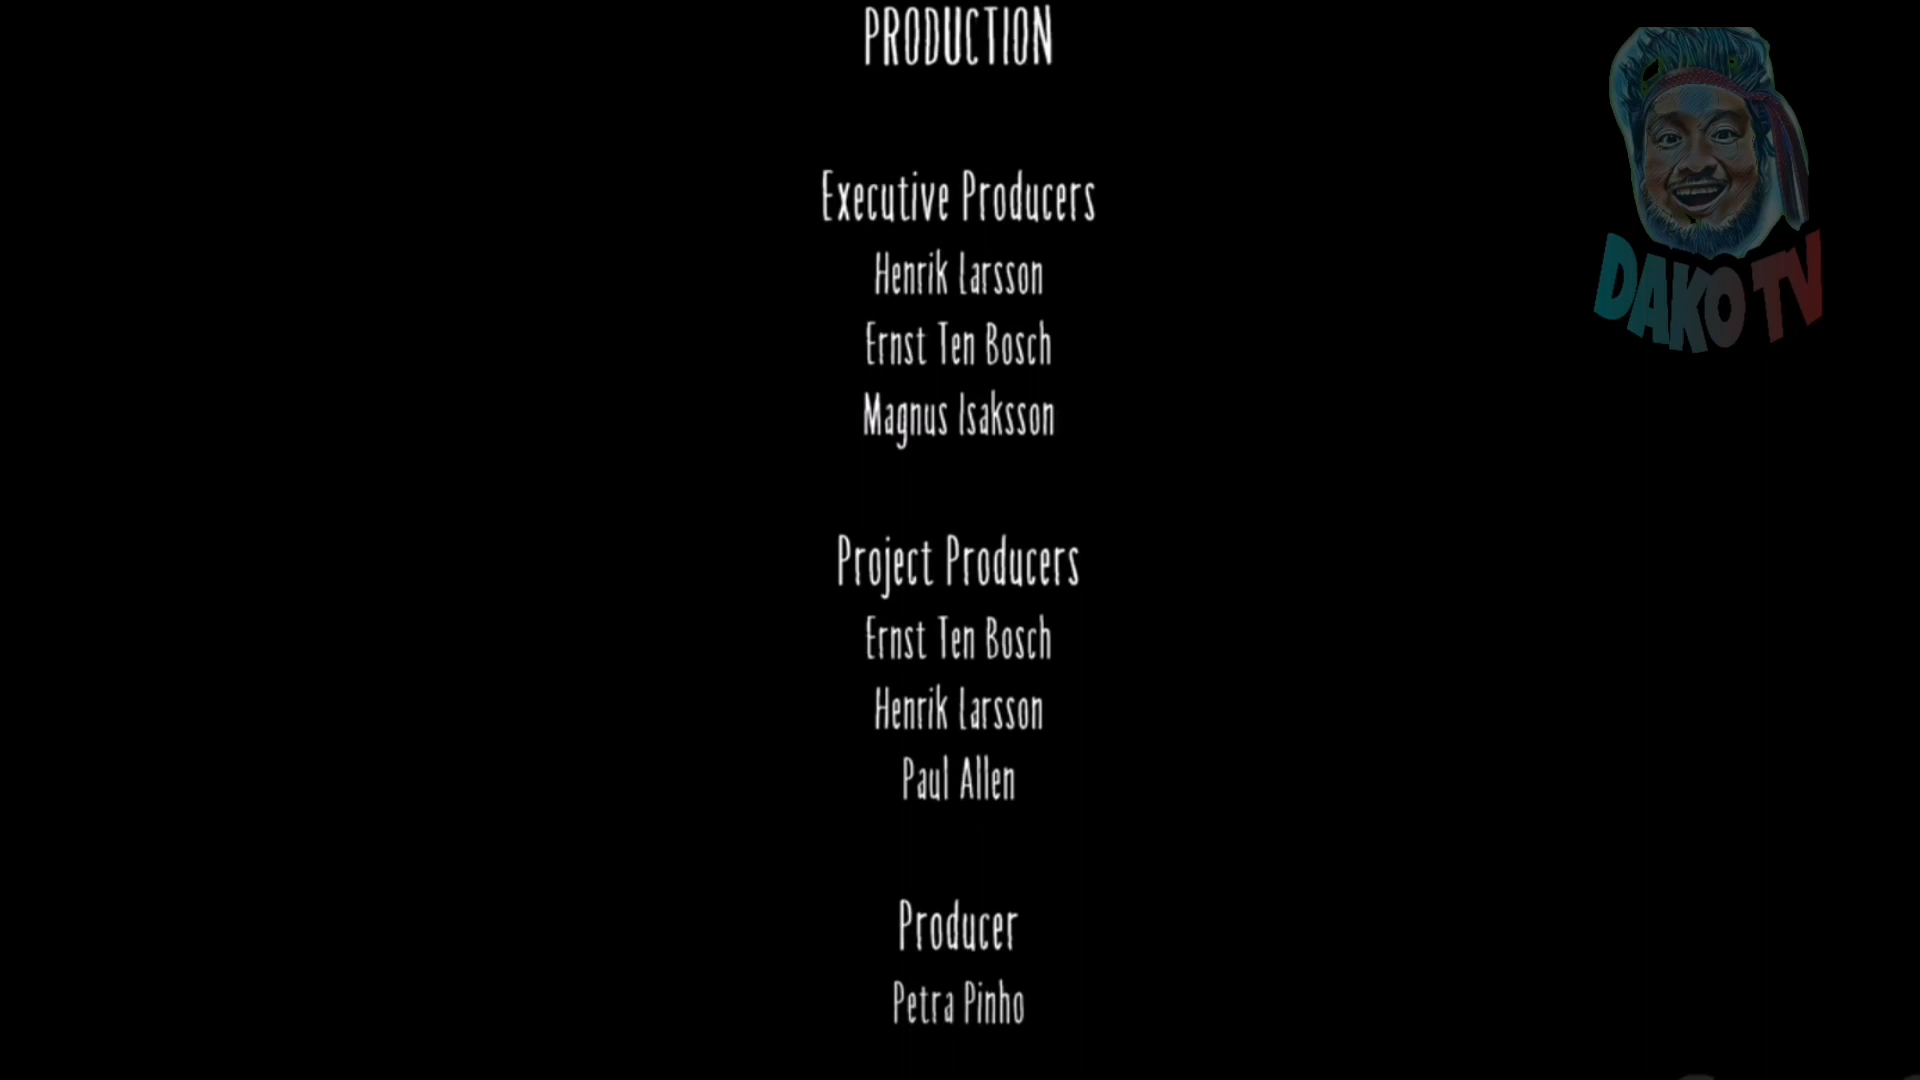 PRODUCTION
Executive Producers
Henrik Larsson
Ernst Ten Bosch
Magnus Isaksson
Project Producers
Ernst Ten Bosch
Henrik Larsson
Paul Allen
Producer
Petra Pinho
DAKO TV